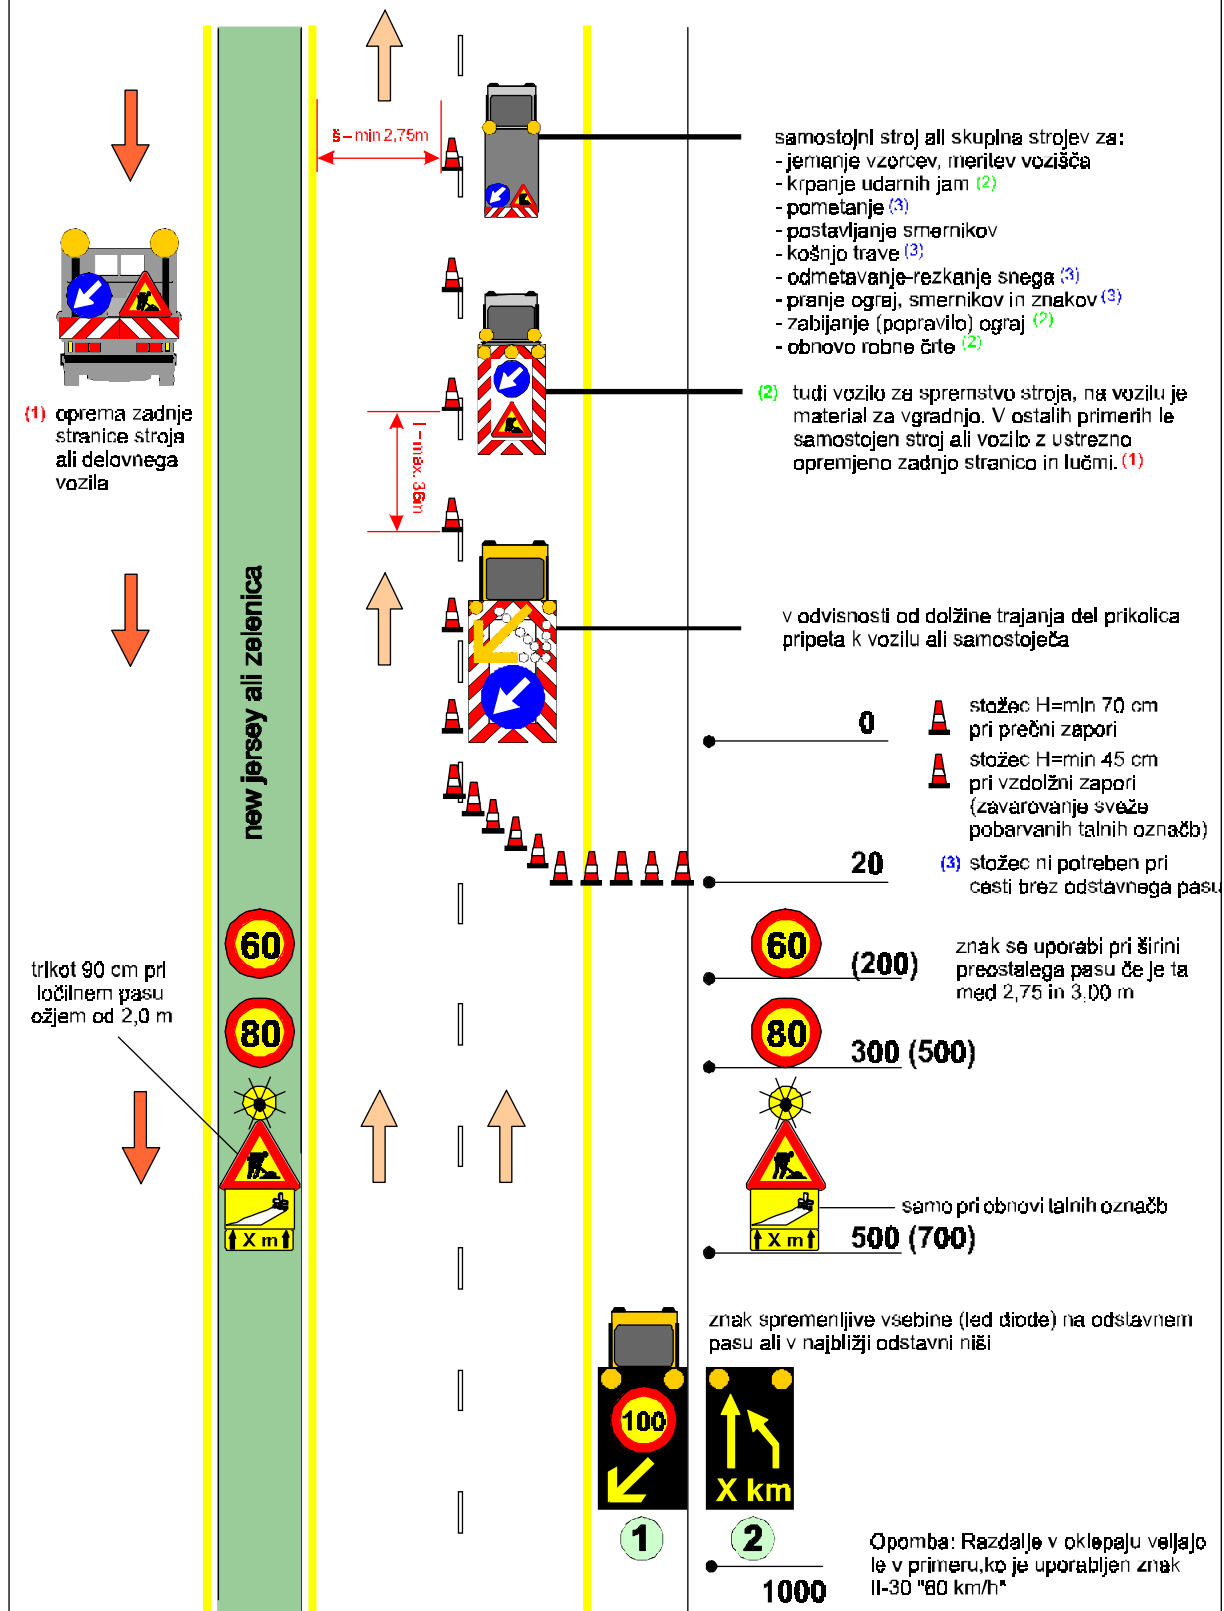 š – min 2,75m
samostojni stroj ali skupina strojev za:
- jemanje vzorcev, meritev vozišča
- krpanje udarnih jam (2)
- pometanje (3)
- postavljanje smernikov
- košnjo trave (3)
- odmetavanje-rezkanje snega (3)
- pranje ograj, smernikov in znakov (3)
- zabijanje (popravilo) ograj (2)
- obnovo robne črte (2)
(1) oprema zadnje
stranice stroja
ali delovnega
vozila
(2) tudi vozilo za spremstvo stroja, na vozilu je
material za vgradnjo. V ostalih primerih le
samostojen stroj ali vozilo z ustrezno
opremljeno zadnjo stranico in lučmi. (1)
l – max. 36m
new jersey ali zelenica
v odvisnosti od dolžine trajanja del prikolica
pripeta k vozilu ali samostoječa
0
stožec H=min 70 cm
pri prečni zapori
stožec H=min 45 cm
pri vzdolžni zapori
(zavarovanje sveže
pobarvanih talnih označb)
20
(3) stožec ni potreben pri
cesti brez odstavnega pasu
60
60
(200)
znak se uporabi pri širini
preostalega pasu če je ta
med 2,75 in 3,00 m
trikot 90 cm pri
ločilnem pasu
ožjem od 2,0 m
80
80
300 (500)
samo pri obnovi talnih označb
X m
X m
500 (700)
znak spremenljive vsebine (led diode) na odstavnem
pasu ali v najbližji odstavni niši
100
X km
1
2
1000
Opomba: Razdalje v oklepaju veljajo
le v primeru,ko je uporabljen znak
II-30 "60 km/h"